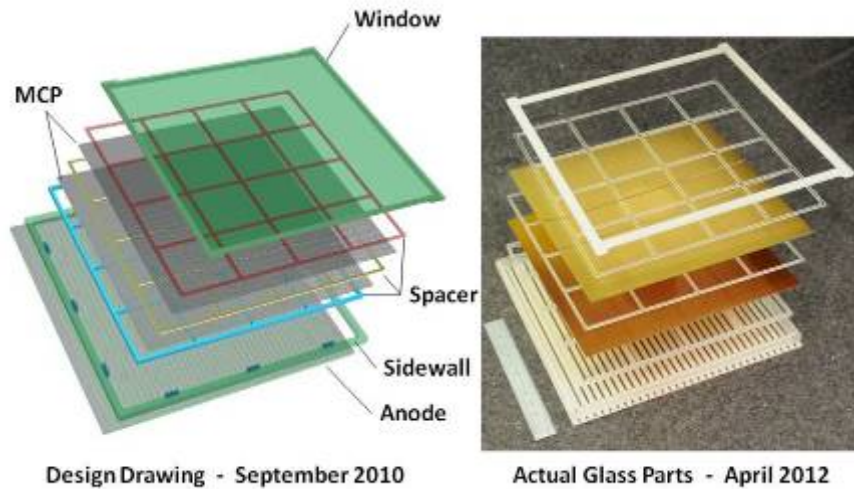 Window
MCP
Spacer
Sidewall
Anode
Design Drawing - September 2010
Actual Glass Parts - April 2012